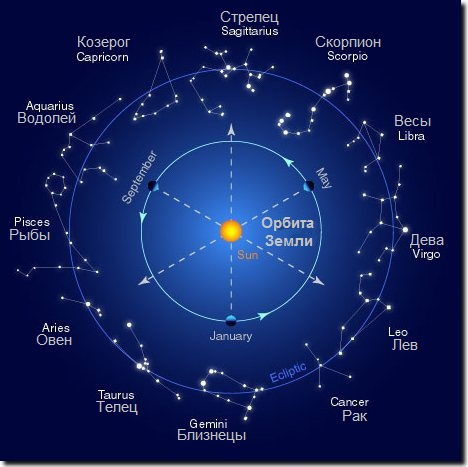 Стрелец
Sagittarius
Козерог
Capricorn
Скорпион
Scorpio
Aquarius
Водолей
Весы
Libra
September
May
Pisces
Рыбы
Орбита
Земли
Sun
Дева
Virgo
Aries
Овен
January
Leo
Лев
Ecliptic
Taurus
Телец
Cancer
Рак
Gemini
Близнецы